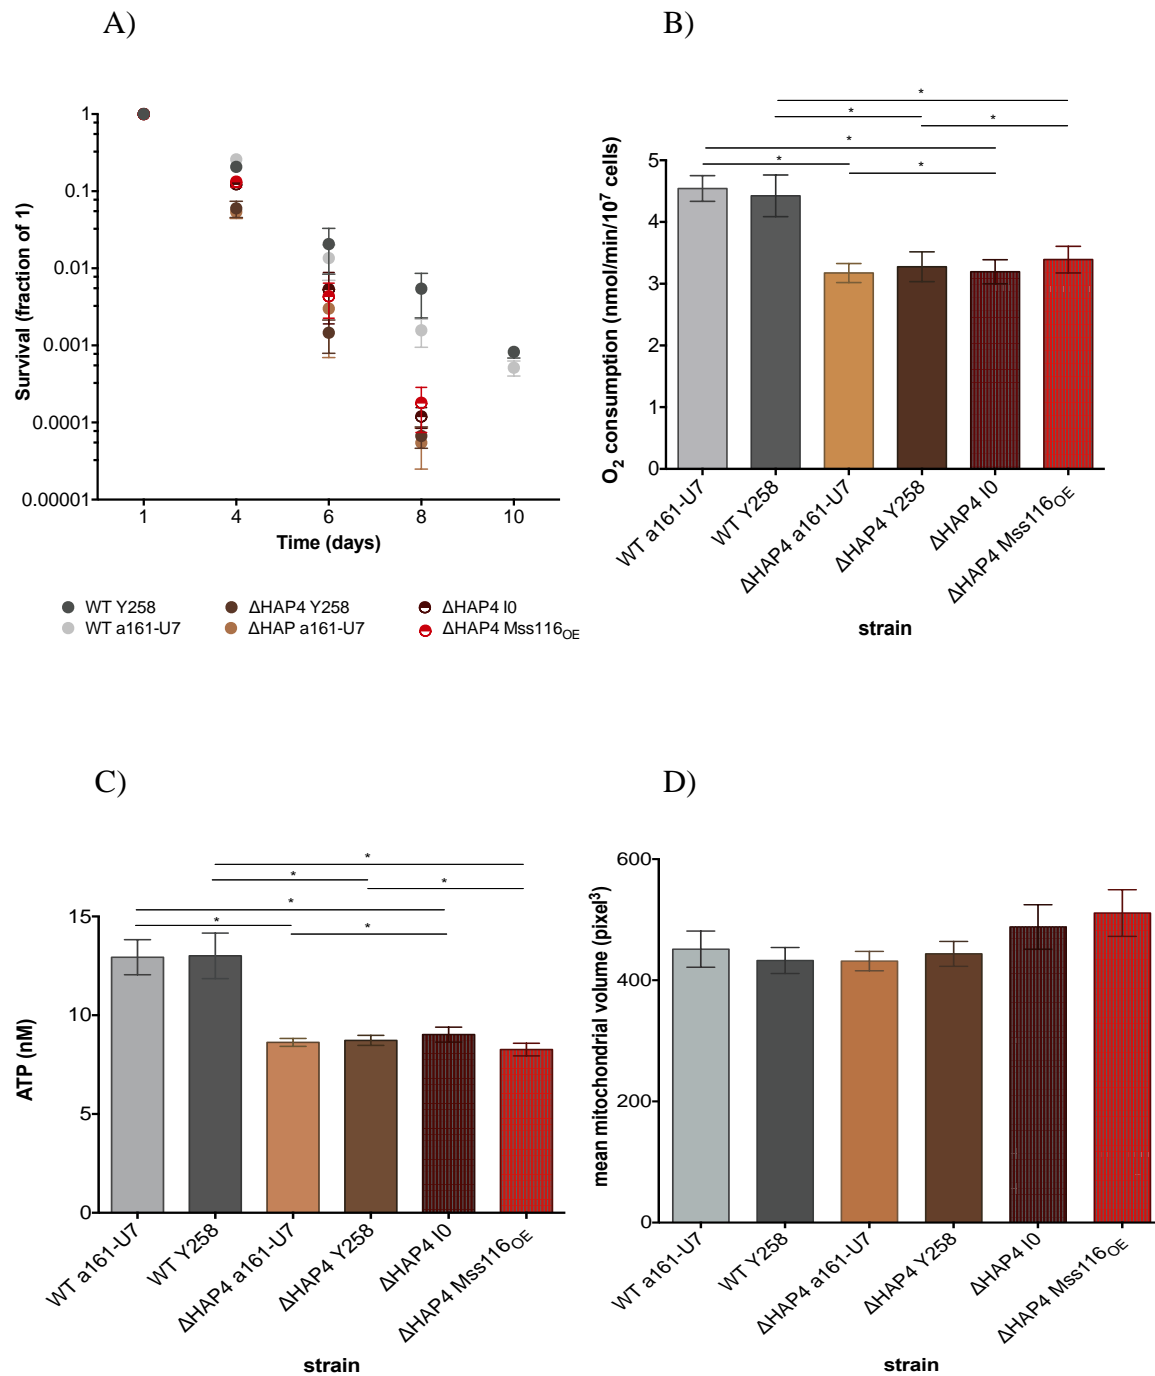 A)
B)
1
0.1
0.01
0.001
0.0001
0.00001
Survival (fraction of 1)
1 4 6 8 10
Time (days)
WT Y258
WT a161-U7
ΔHAP4 Y258
ΔHAP a161-U7
ΔHAP4 I0
ΔHAP4 Mss116OE
*
*
*
*
*
*
5
4
3
2
1
0
O2 consumption (nmol/min/10^7 cells)
WT a161-U7
WT Y258
ΔHAP4 a161-U7
ΔHAP4 Y258
ΔHAP4 I0
ΔHAP4 Mss116OE
strain
C)
D)
*
*
*
*
*
*
15
10
5
0
ATP (nM)
WT a161-U7
WT Y258
ΔHAP4 a161-U7
ΔHAP4 Y258
ΔHAP4 I0
ΔHAP4 Mss116OE
strain
600
400
200
0
mean mitochondrial volume (pixel³)
WT a161-U7
WT Y258
ΔHAP4 a161-U7
ΔHAP4 Y258
ΔHAP4 I0
ΔHAP4 Mss116OE
strain